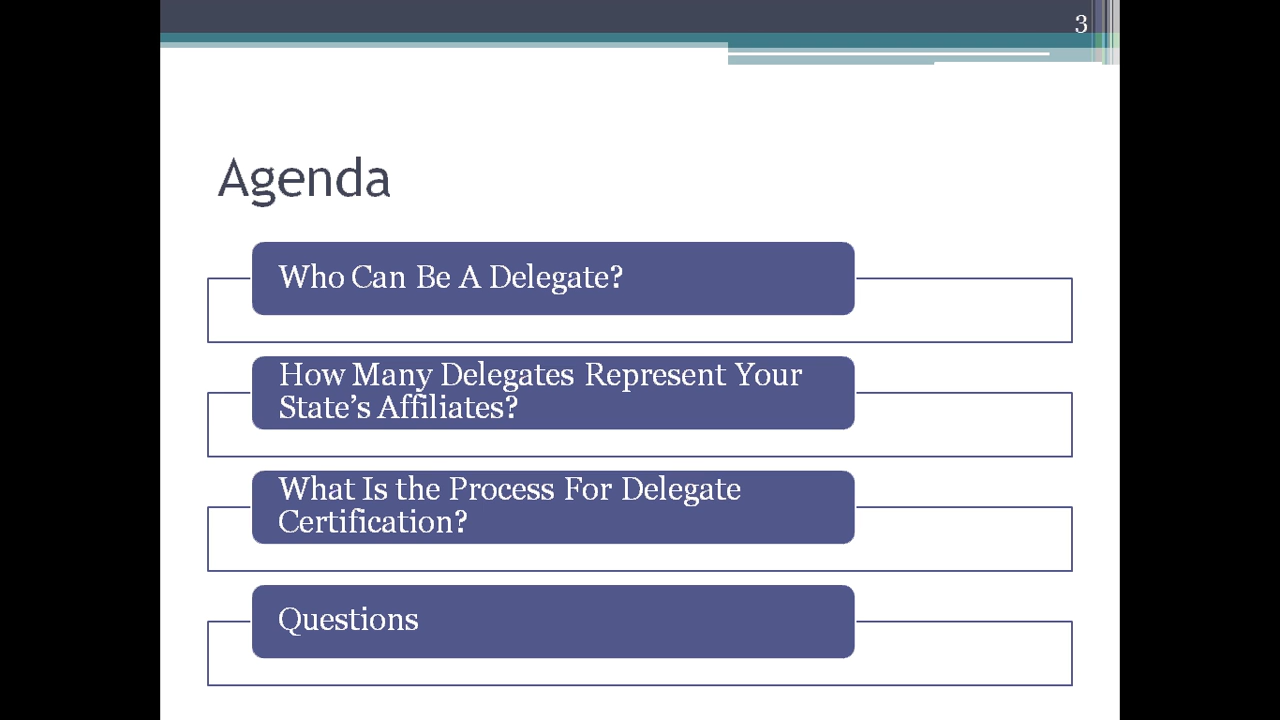 3
Agenda
Who Can Be A Delegate?
How Many Delegates Represent Your
State’s Affiliates?
What Is the Process For Delegate
Certification?
Questions